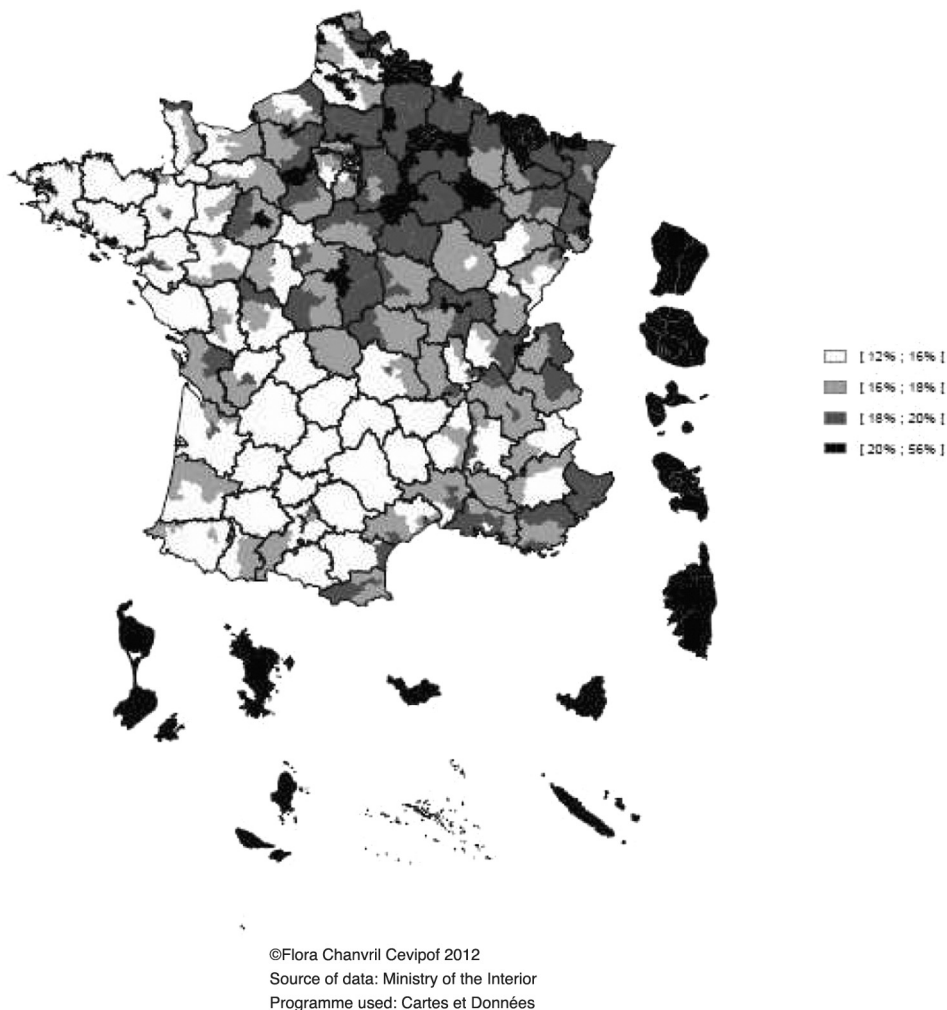 [ 12% ; 16% [
[ 16% ; 18% [
[ 18% ; 20% [
[ 20% ; 56% [
©Flora Chanvril Cevipof 2012
Source of data: Ministry of the Interior
Programme used: Cartes et Données